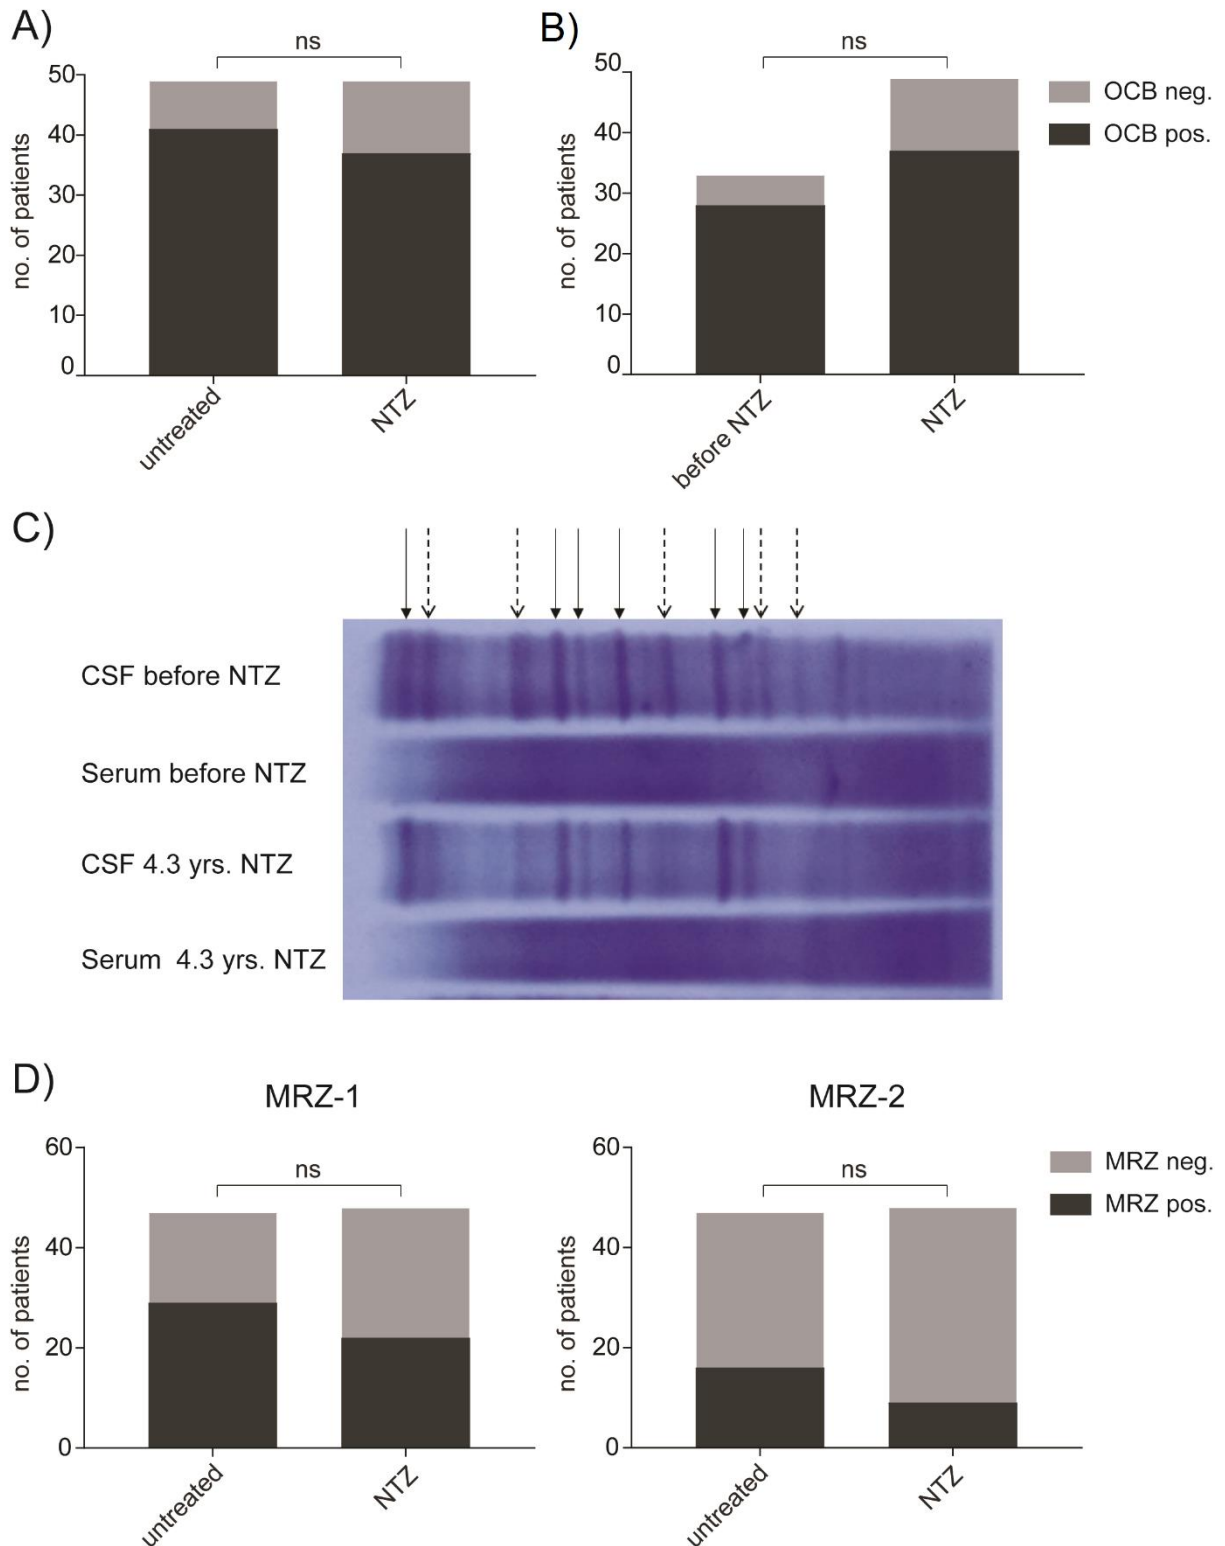 A)
ns
50
40
30
20
10
0
no. of patients
untreated
NTZ
B)
ns
50
40
30
20
10
0
no. of patients
before NTZ
NTZ
OCB neg.
OCB pos.
C)
CSF before NTZ
Serum before NTZ
CSF 4.3 yrs. NTZ
Serum 4.3 yrs. NTZ
D)
MRZ-1
ns
60
40
20
0
no. of patients
untreated
NTZ
MRZ-2
ns
60
40
20
0
no. of patients
untreated
NTZ
MRZ neg.
MRZ pos.